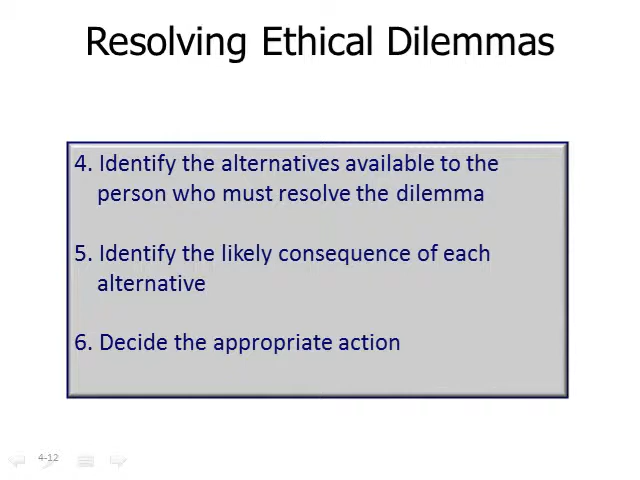 Resolving Ethical Dilemmas
4. Identify the alternatives available to the
person who must resolve the dilemma
5. Identify the likely consequence of each
alternative
6. Decide the appropriate action
4-12